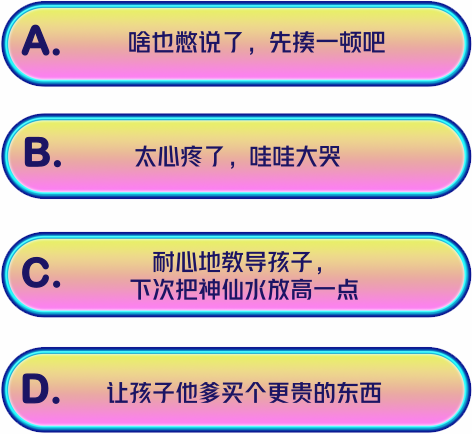 A. 啥也憋说了，先揍一顿吧
B. 太心疼了，哇哇大哭
C. 耐心地教导孩子，
下次把神仙水放高一点
D. 让孩子他爹买个更贵的东西